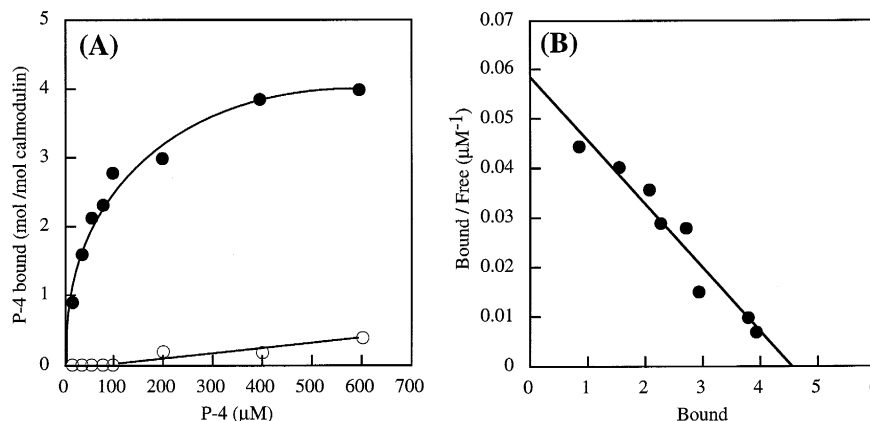 (A)
P-4 bound (mol /mol calmodulin)
5
4
3
2
1
0
0 100 200 300 400 500 600 700
P-4 (μM)
(B)
Bound / Free (μM⁻¹)
0.07
0.06
0.05
0.04
0.03
0.02
0.01
0
0 1 2 3 4 5 6
Bound